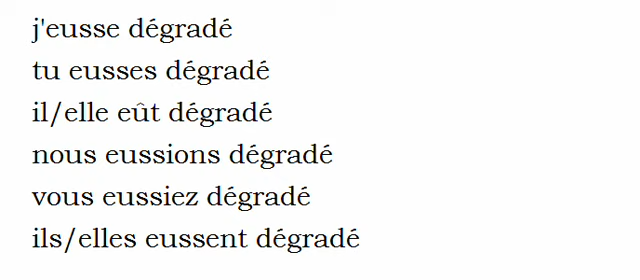 j'eusse dégradé
tu eusses dégradé
il/elle eût dégradé
nous eussions dégradé
vous eussiez dégradé
ils/elles eussent dégradé